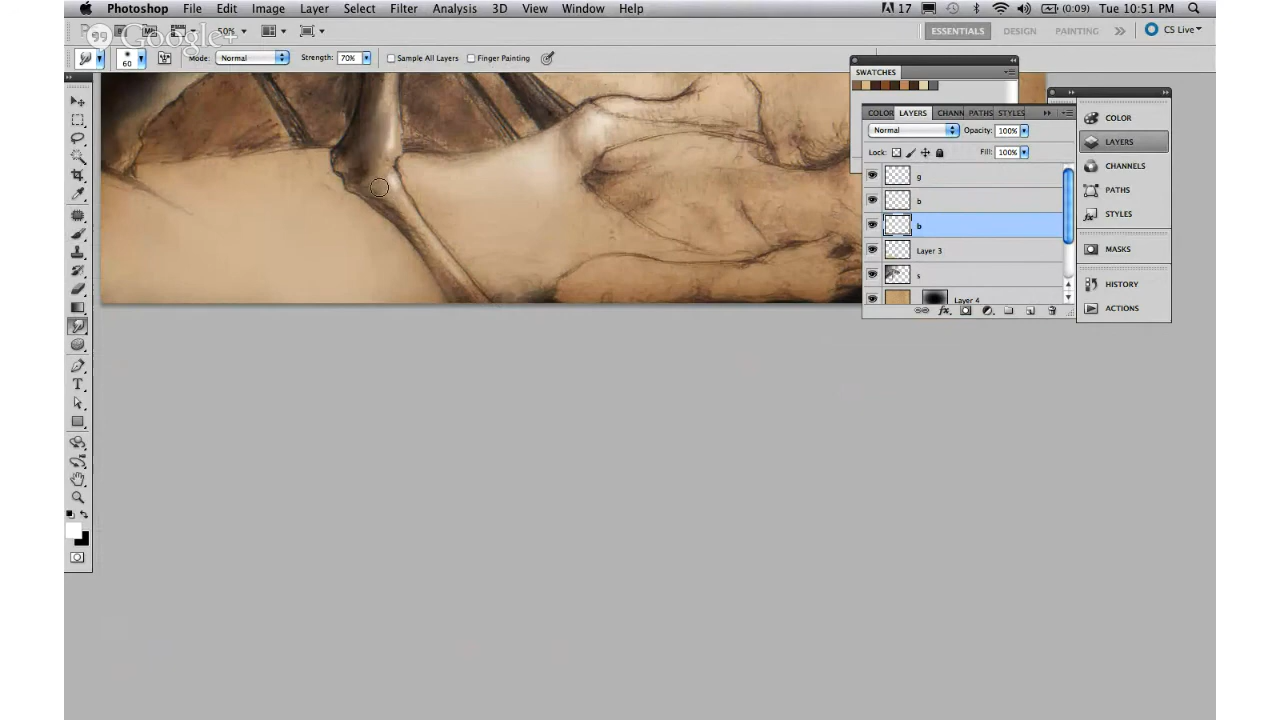 Photoshop File Edit Image Layer Select Filter Analysis 3D View Window Help 17 (0:09) Tue 10:51 PM
Google+ 50% ESSENTIALS DESIGN PAINTING CS Live
60 Mode: Normal Strength: 70% Sample All Layers Finger Painting
SWATCHES
COLOR LAYERS CHANN PATHS STYLES
Normal Opacity: 100%
Lock: Fill: 100%
g
b
b
Layer 3
s
Layer 4
fx
COLOR
LAYERS
CHANNELS
PATHS
STYLES
MASKS
HISTORY
ACTIONS
T